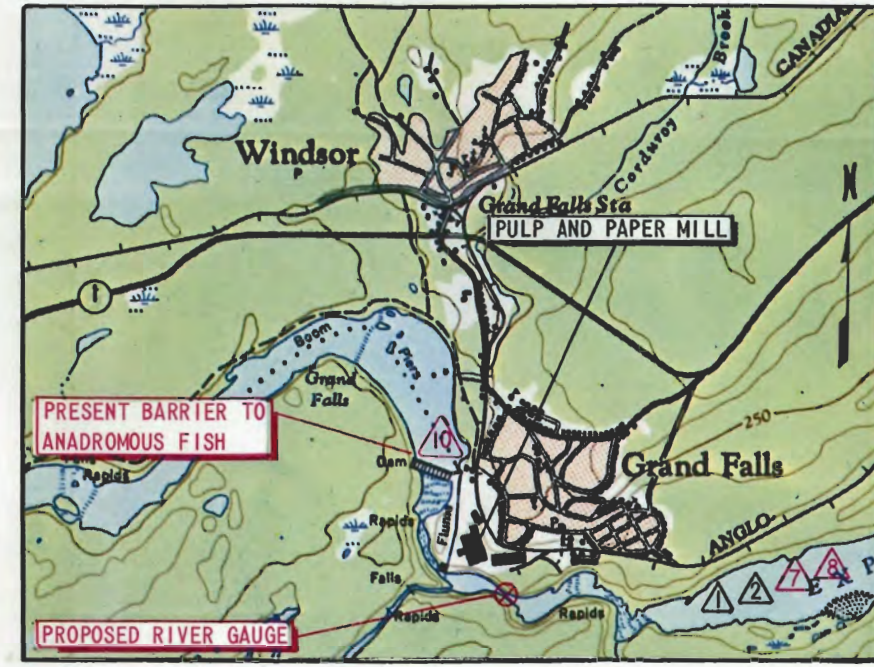 Brook
CANADIAN
Windsor
P
Corduroy
Grand Falls Sta
PULP AND PAPER MILL
N
1
Boom
Piers
Grand
Falls
PRESENT BARRIER TO
ANADROMOUS FISH
10
250
Dam
Grand Falls
Rapids
Rapids
Flume
ANGLO
Falls
7
8
1
2
E X P
Rapids
Rapids
PROPOSED RIVER GAUGE